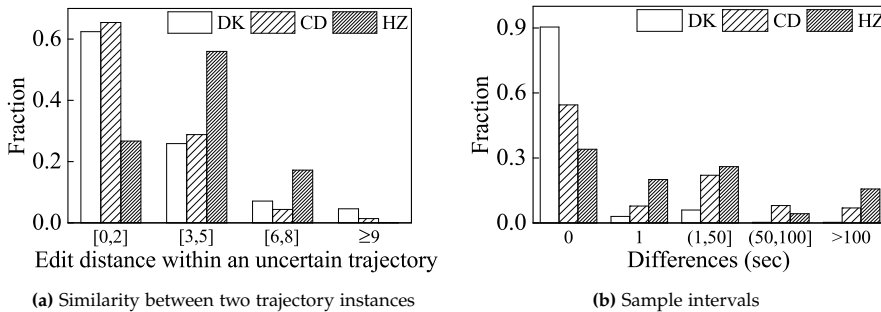 DK CD HZ
0.6
0.4
0.2
0.0
Fraction
[0,2] [3,5] [6,8] ≥9
Edit distance within an uncertain trajectory
(a) Similarity between two trajectory instances
DK CD HZ
0.9
0.6
0.3
0.0
Fraction
0 1 (1,50] (50,100] >100
Differences (sec)
(b) Sample intervals